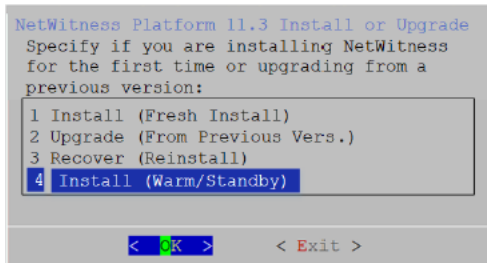 NetWitness Platform 11.3 Install or Upgrade
Specify if you are installing NetWitness
for the first time or upgrading from a
previous version:
1 Install (Fresh Install)
2 Upgrade (From Previous Vers.)
3 Recover (Reinstall)
4 Install (Warm/Standby)
< OK > < Exit >